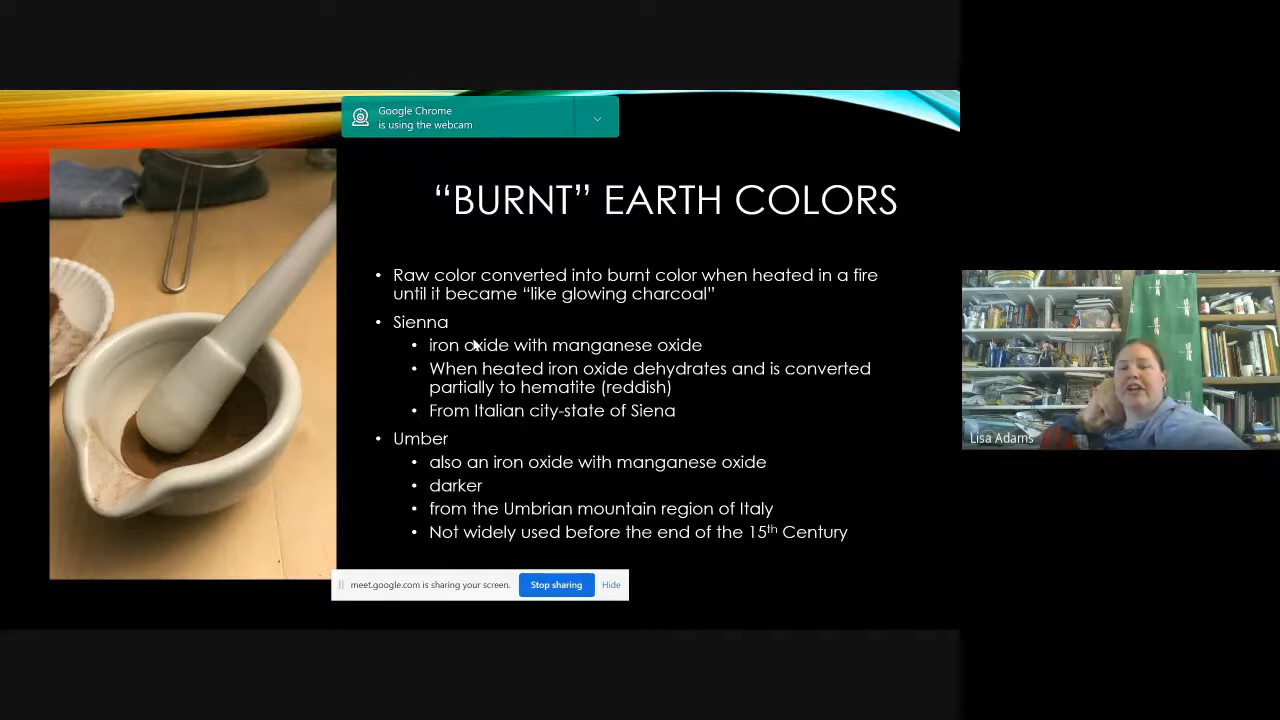 Google Chrome
is using the webcam
“BURNT” EARTH COLORS
• Raw color converted into burnt color when heated in a fire
until it became “like glowing charcoal”
• Sienna
• iron oxide with manganese oxide
• When heated iron oxide dehydrates and is converted
partially to hematite (reddish)
• From Italian city-state of Siena
• Umber
• also an iron oxide with manganese oxide
• darker
• from the Umbrian mountain region of Italy
• Not widely used before the end of the 15th Century
meet.google.com is sharing your screen. Stop sharing Hide
Lisa Adams